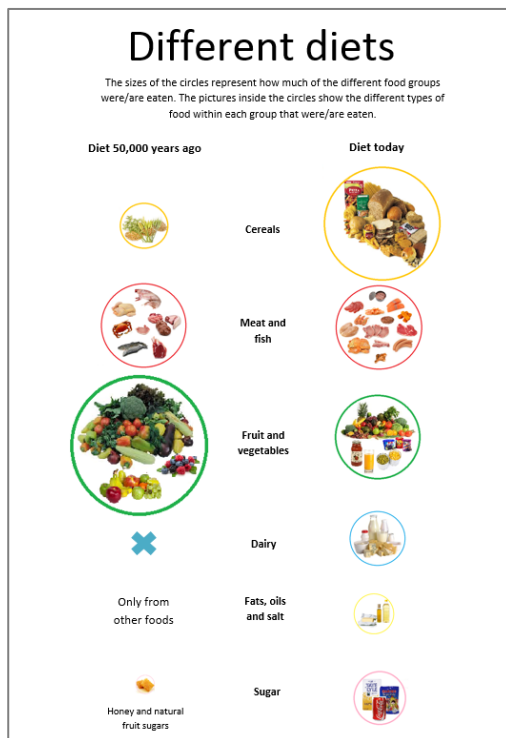 Different diets
The sizes of the circles represent how much of the different food groups
were/are eaten. The pictures inside the circles show the different types of
food within each group that were/are eaten.
Diet 50,000 years ago
Diet today
Cereals
Meat and
fish
Fruit and
vegetables
Dairy
Only from
other foods
Fats, oils
and salt
Sugar
Honey and natural
fruit sugars